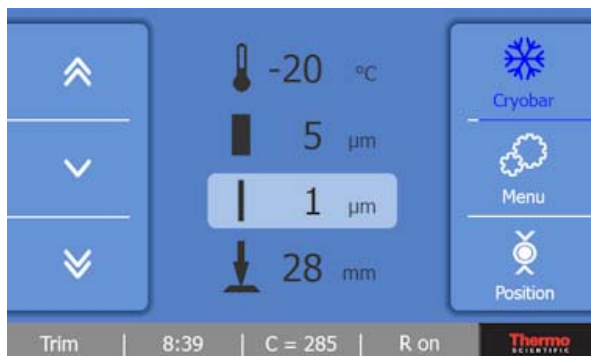 -20 °C
Cryobar
5 µm
Menu
1 µm
28 mm
Position
Trim | 8:39 | C = 285 | R on
Thermo
SCIENTIFIC